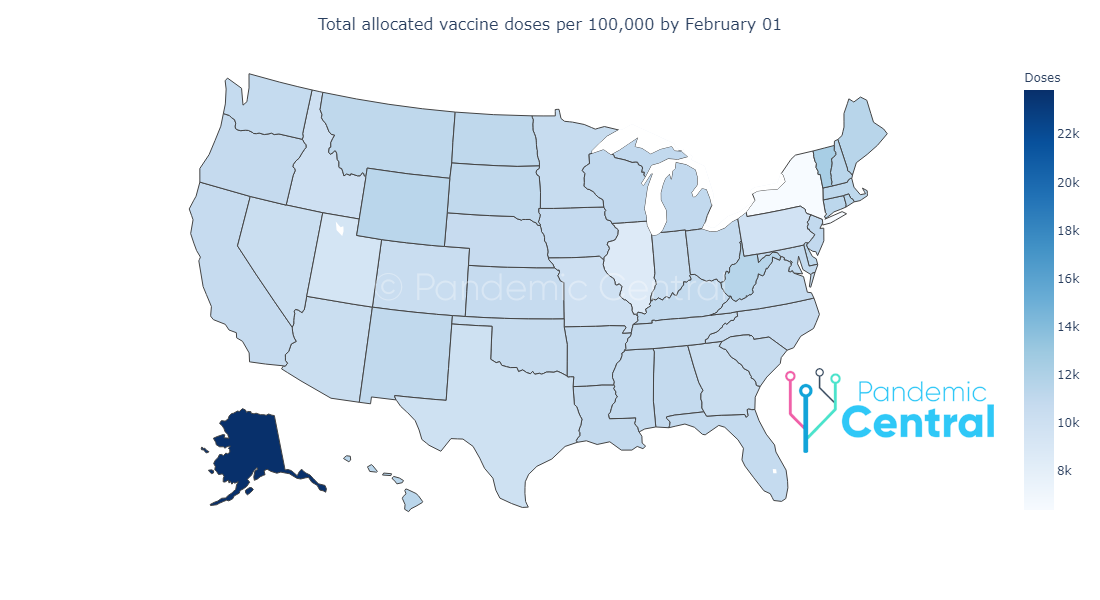 Total allocated vaccine doses per 100,000 by February 01
Doses
22k
20k
18k
16k
14k
12k
10k
8k
© Pandemic Central
Pandemic
Central